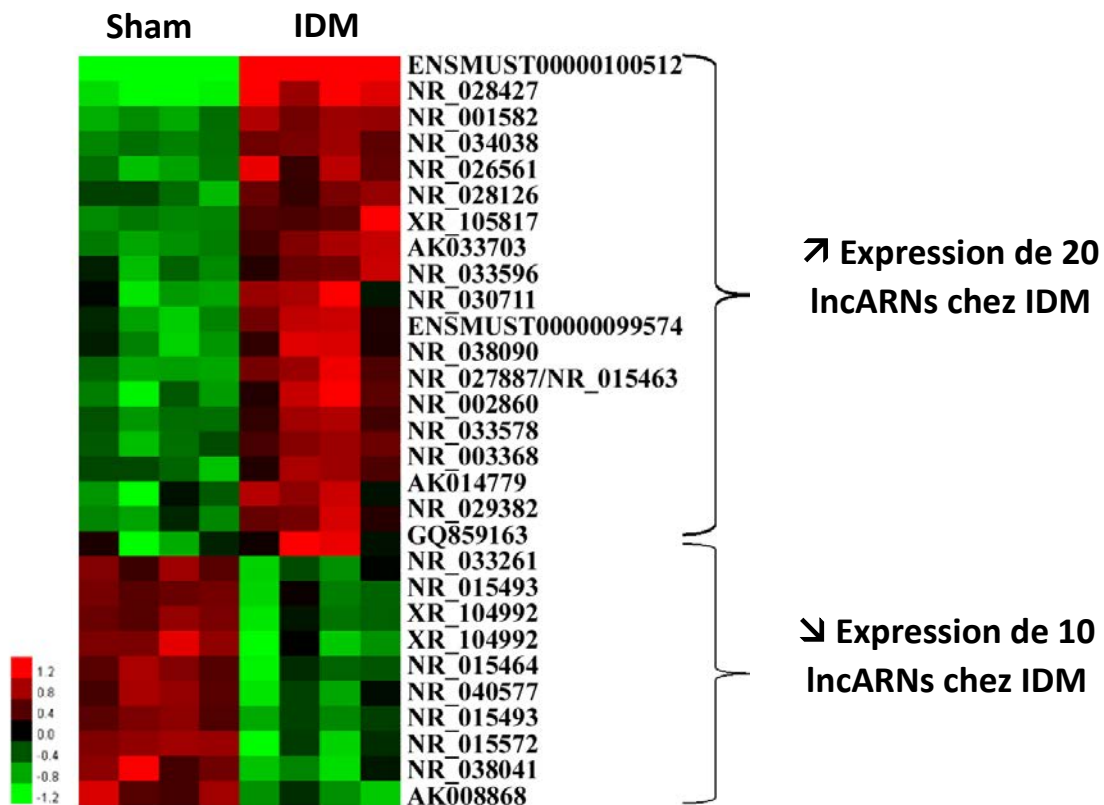 Sham IDM
ENSMUST00000100512
NR_028427
NR_001582
NR_034038
NR_026561
NR_028126
XR_105817
AK033703
NR_033596
NR_030711
ENSMUST00000099574
NR_038090
NR_027887/NR_015463
NR_002860
NR_033578
NR_003368
AK014779
NR_029382
GQ859163
NR_033261
NR_015493
XR_104992
XR_104992
NR_015464
NR_040577
NR_015493
NR_015572
NR_038041
AK008868
↗ Expression de 20
lncARNs chez IDM
↘ Expression de 10
lncARNs chez IDM
1.2
0.8
0.4
0.0
-0.4
-0.8
-1.2